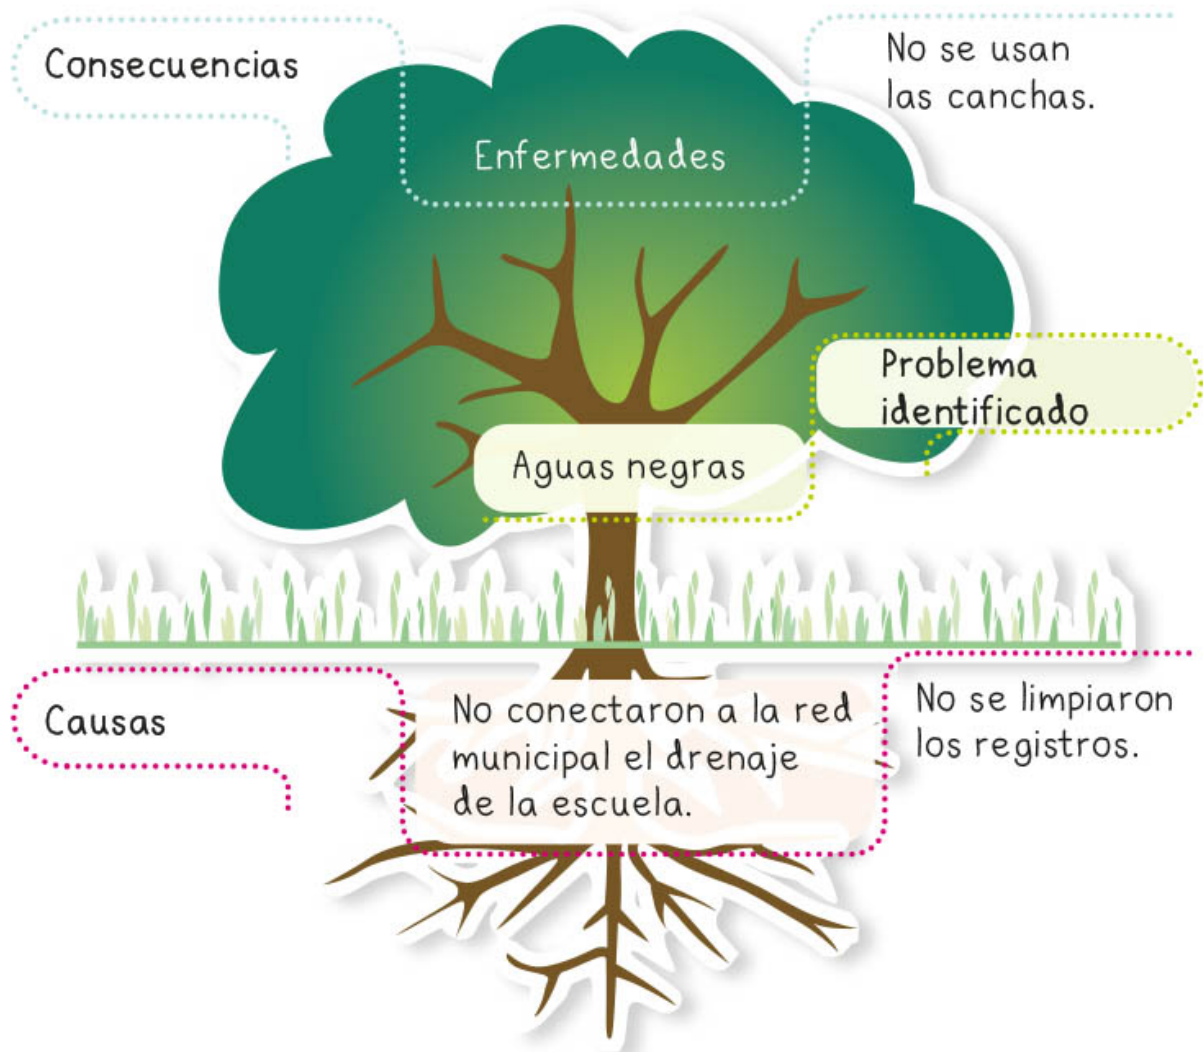 Consecuencias
Enfermedades
No se usan
las canchas.
Problema
identificado
Aguas negras
Causas
No conectaron a la red
municipal el drenaje
de la escuela.
No se limpiaron
los registros.